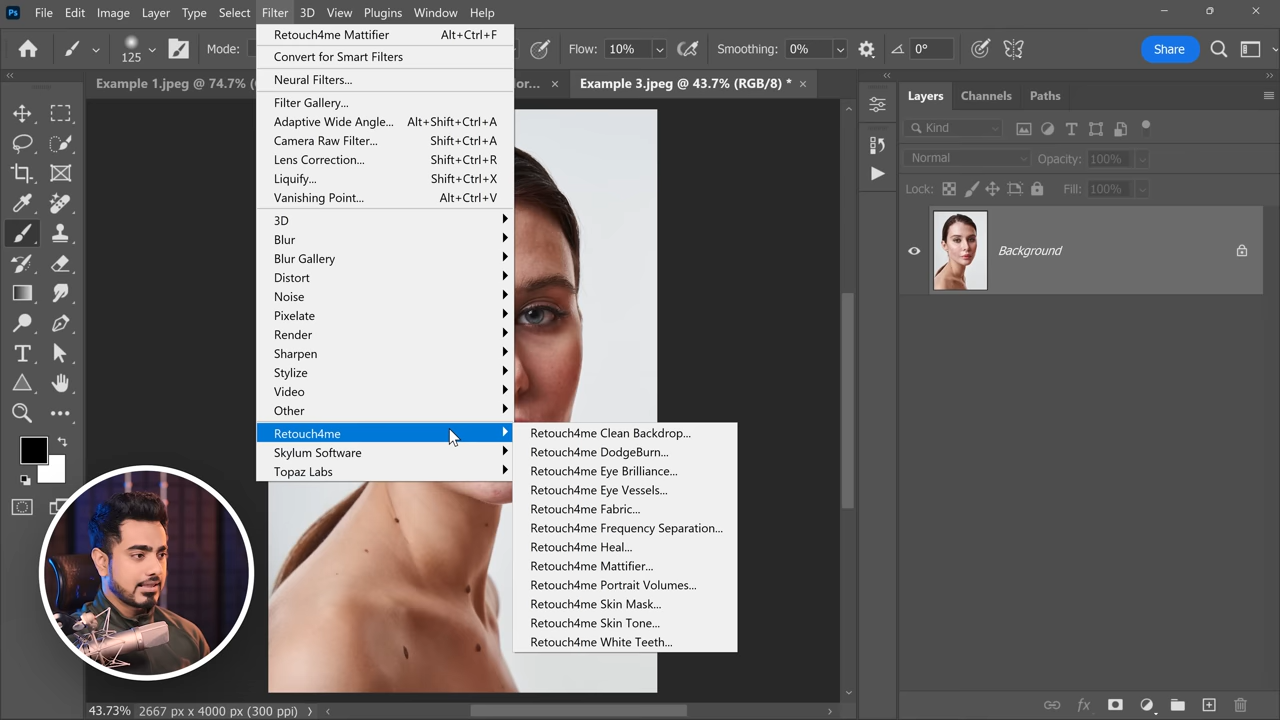 Ps File Edit Image Layer Type Select Filter 3D View Plugins Window Help
125 Mode: Flow: 10% Smoothing: 0% 0° Share
Example 1.jpeg @ 74.7% ( or... × Example 3.jpeg @ 43.7% (RGB/8) * ×
Retouch4me Mattifier Alt+Ctrl+F
Convert for Smart Filters
Neural Filters...
Filter Gallery...
Adaptive Wide Angle... Alt+Shift+Ctrl+A
Camera Raw Filter... Shift+Ctrl+A
Lens Correction... Shift+Ctrl+R
Liquify... Shift+Ctrl+X
Vanishing Point... Alt+Ctrl+V
3D
Blur
Blur Gallery
Distort
Noise
Pixelate
Render
Sharpen
Stylize
Video
Other
Retouch4me
Skylum Software
Topaz Labs
Retouch4me Clean Backdrop...
Retouch4me DodgeBurn...
Retouch4me Eye Brilliance...
Retouch4me Eye Vessels...
Retouch4me Fabric...
Retouch4me Frequency Separation...
Retouch4me Heal...
Retouch4me Mattifier...
Retouch4me Portrait Volumes...
Retouch4me Skin Mask...
Retouch4me Skin Tone...
Retouch4me White Teeth...
Layers Channels Paths
Kind
Normal Opacity: 100%
Lock: Fill: 100%
Background
fx
43.73% 2667 px x 4000 px (300 ppi)